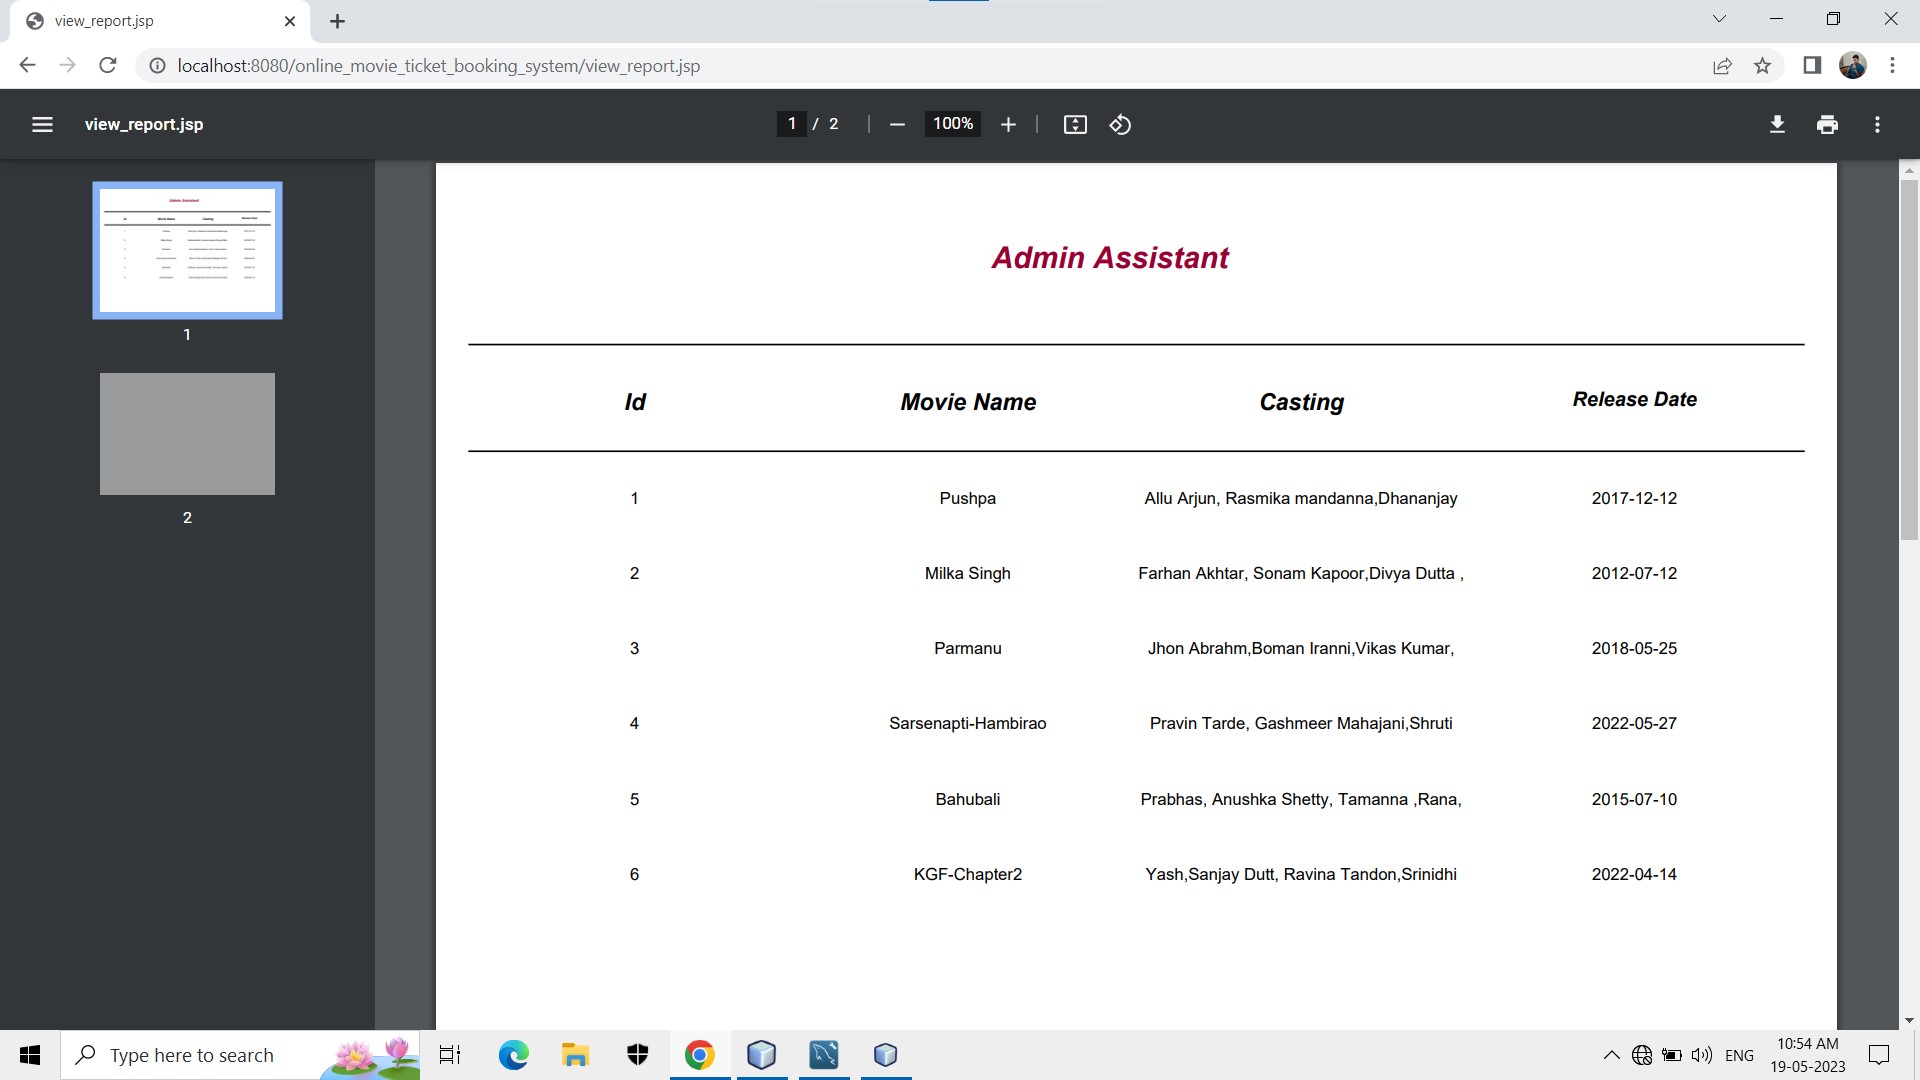 view_report.jsp
localhost:8080/online_movie_ticket_booking_system/view_report.jsp
view_report.jsp 1 / 2 100%
1
2
Admin Assistant
Id Movie Name Casting Release Date
1 Pushpa Allu Arjun, Rasmika mandanna,Dhananjay 2017-12-12
2 Milka Singh Farhan Akhtar, Sonam Kapoor,Divya Dutta , 2012-07-12
3 Parmanu Jhon Abrahm,Boman Iranni,Vikas Kumar, 2018-05-25
4 Sarsenapti-Hambirao Pravin Tarde, Gashmeer Mahajani,Shruti 2022-05-27
5 Bahubali Prabhas, Anushka Shetty, Tamanna ,Rana, 2015-07-10
6 KGF-Chapter2 Yash,Sanjay Dutt, Ravina Tandon,Srinidhi 2022-04-14
Type here to search
ENG
10:54 AM
19-05-2023